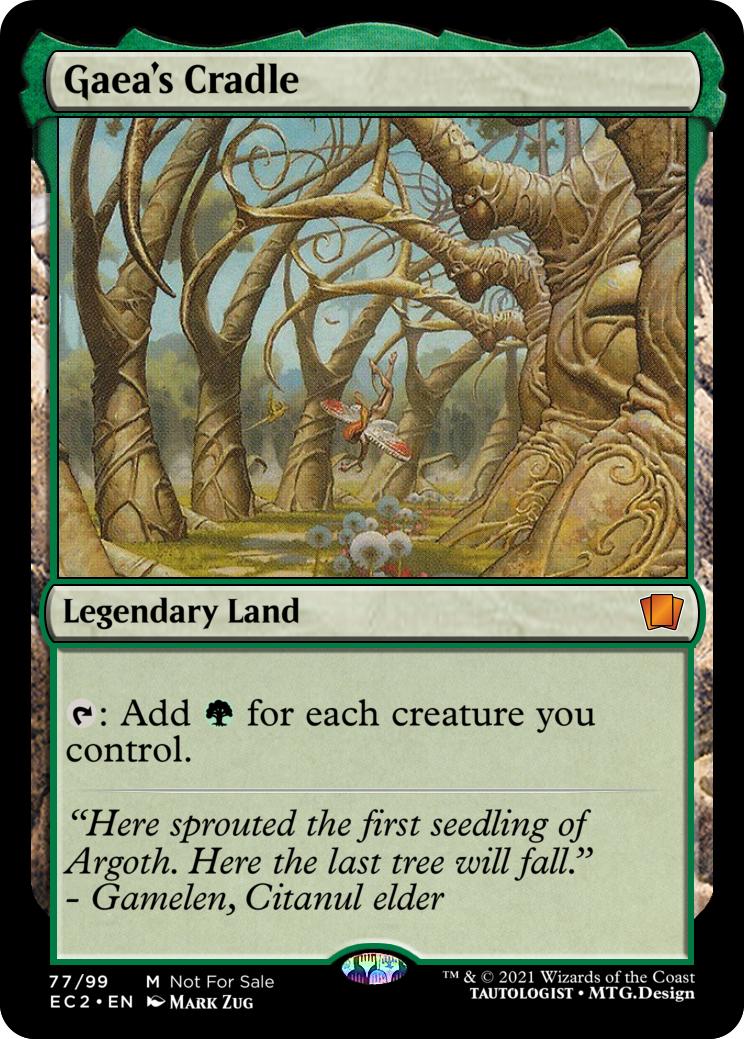 Gaea's Cradle
Legendary Land
: Add for each creature you
control.
“Here sprouted the first seedling of
Argoth. Here the last tree will fall.”
- Gamelen, Citanul elder
77/99 M Not For Sale
EC2 • EN Mark Zug
™ & © 2021 Wizards of the Coast
TAUTOLOGIST • MTG.Design